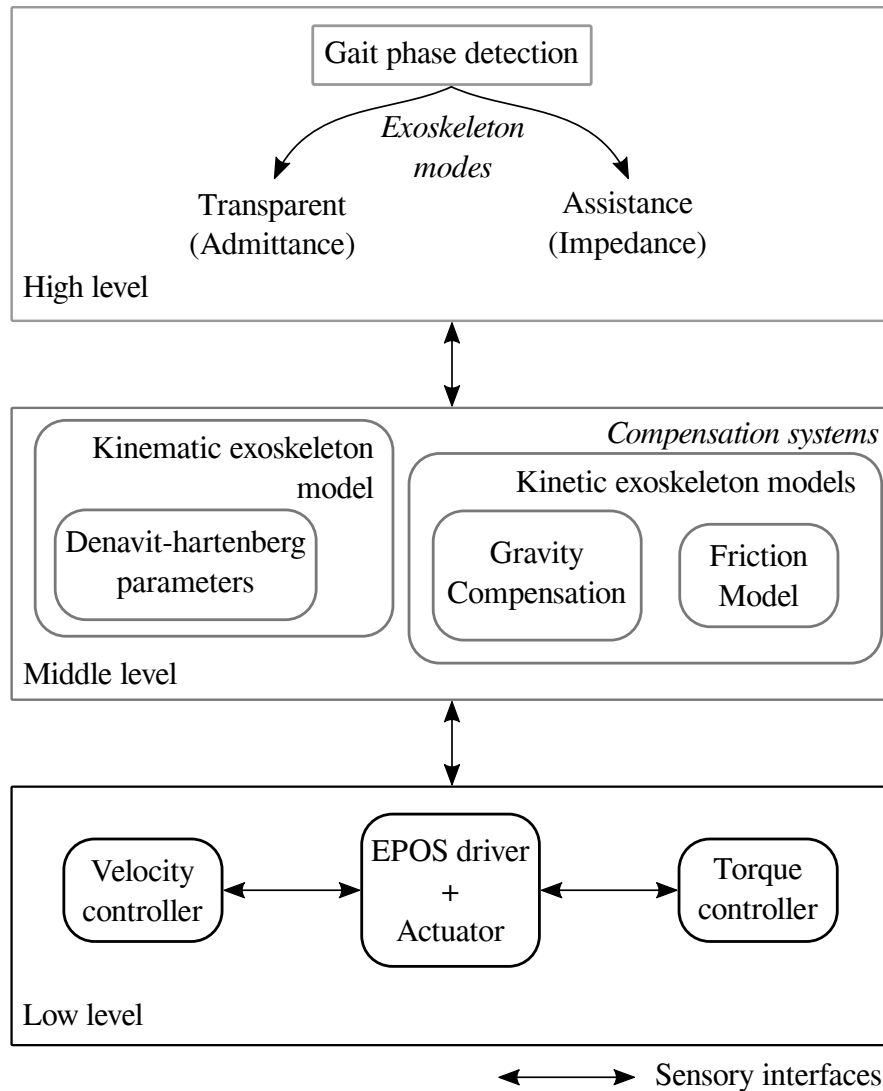 Gait phase detection
Exoskeleton
modes
Transparent
(Admittance)
Assistance
(Impedance)
High level
Kinematic exoskeleton
model
Denavit-hartenberg
parameters
Compensation systems
Kinetic exoskeleton models
Gravity
Compensation
Friction
Model
Middle level
Velocity
controller
EPOS driver
+
Actuator
Torque
controller
Low level
Sensory interfaces